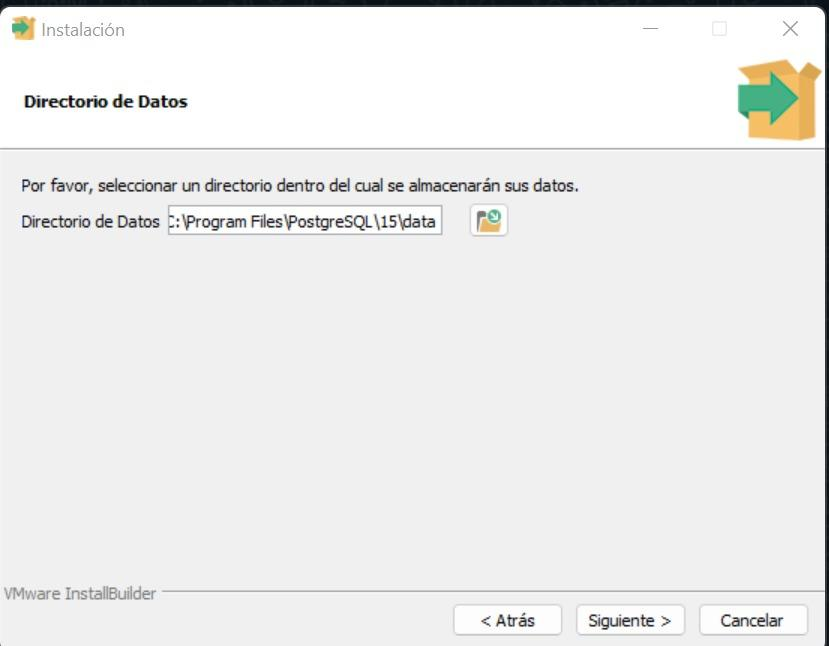 Instalación
Directorio de Datos
Por favor, seleccionar un directorio dentro del cual se almacenarán sus datos.
Directorio de Datos C:\Program Files\PostgreSQL\15\data
VMware InstallBuilder
< Atrás Siguiente > Cancelar